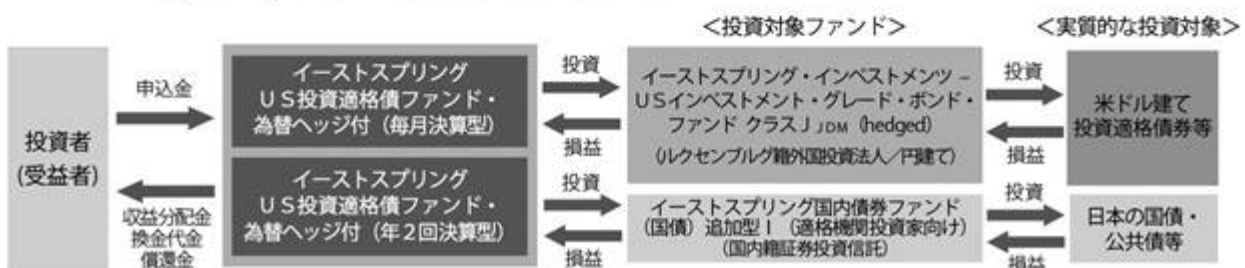 ＜投資対象ファンド＞
＜実質的な投資対象＞
投資者
(受益者)
申込金
収益分配金
換金代金
償還金
イーストスプリング
ＵＳ投資適格債ファンド・
為替ヘッジ付（毎月決算型）
イーストスプリング
ＵＳ投資適格債ファンド・
為替ヘッジ付（年２回決算型）
投資
損益
投資
損益
イーストスプリング・インベストメンツ –
ＵＳインベストメント・グレード・ボンド・
ファンド クラスＪ JDM（hedged）
（ルクセンブルグ籍外国投資法人／円建て）
イーストスプリング国内債券ファンド
（国債）追加型Ｉ（適格機関投資家向け）
（国内籍証券投資信託）
投資
損益
投資
損益
米ドル建て
投資適格債券等
日本の国債・
公共債等